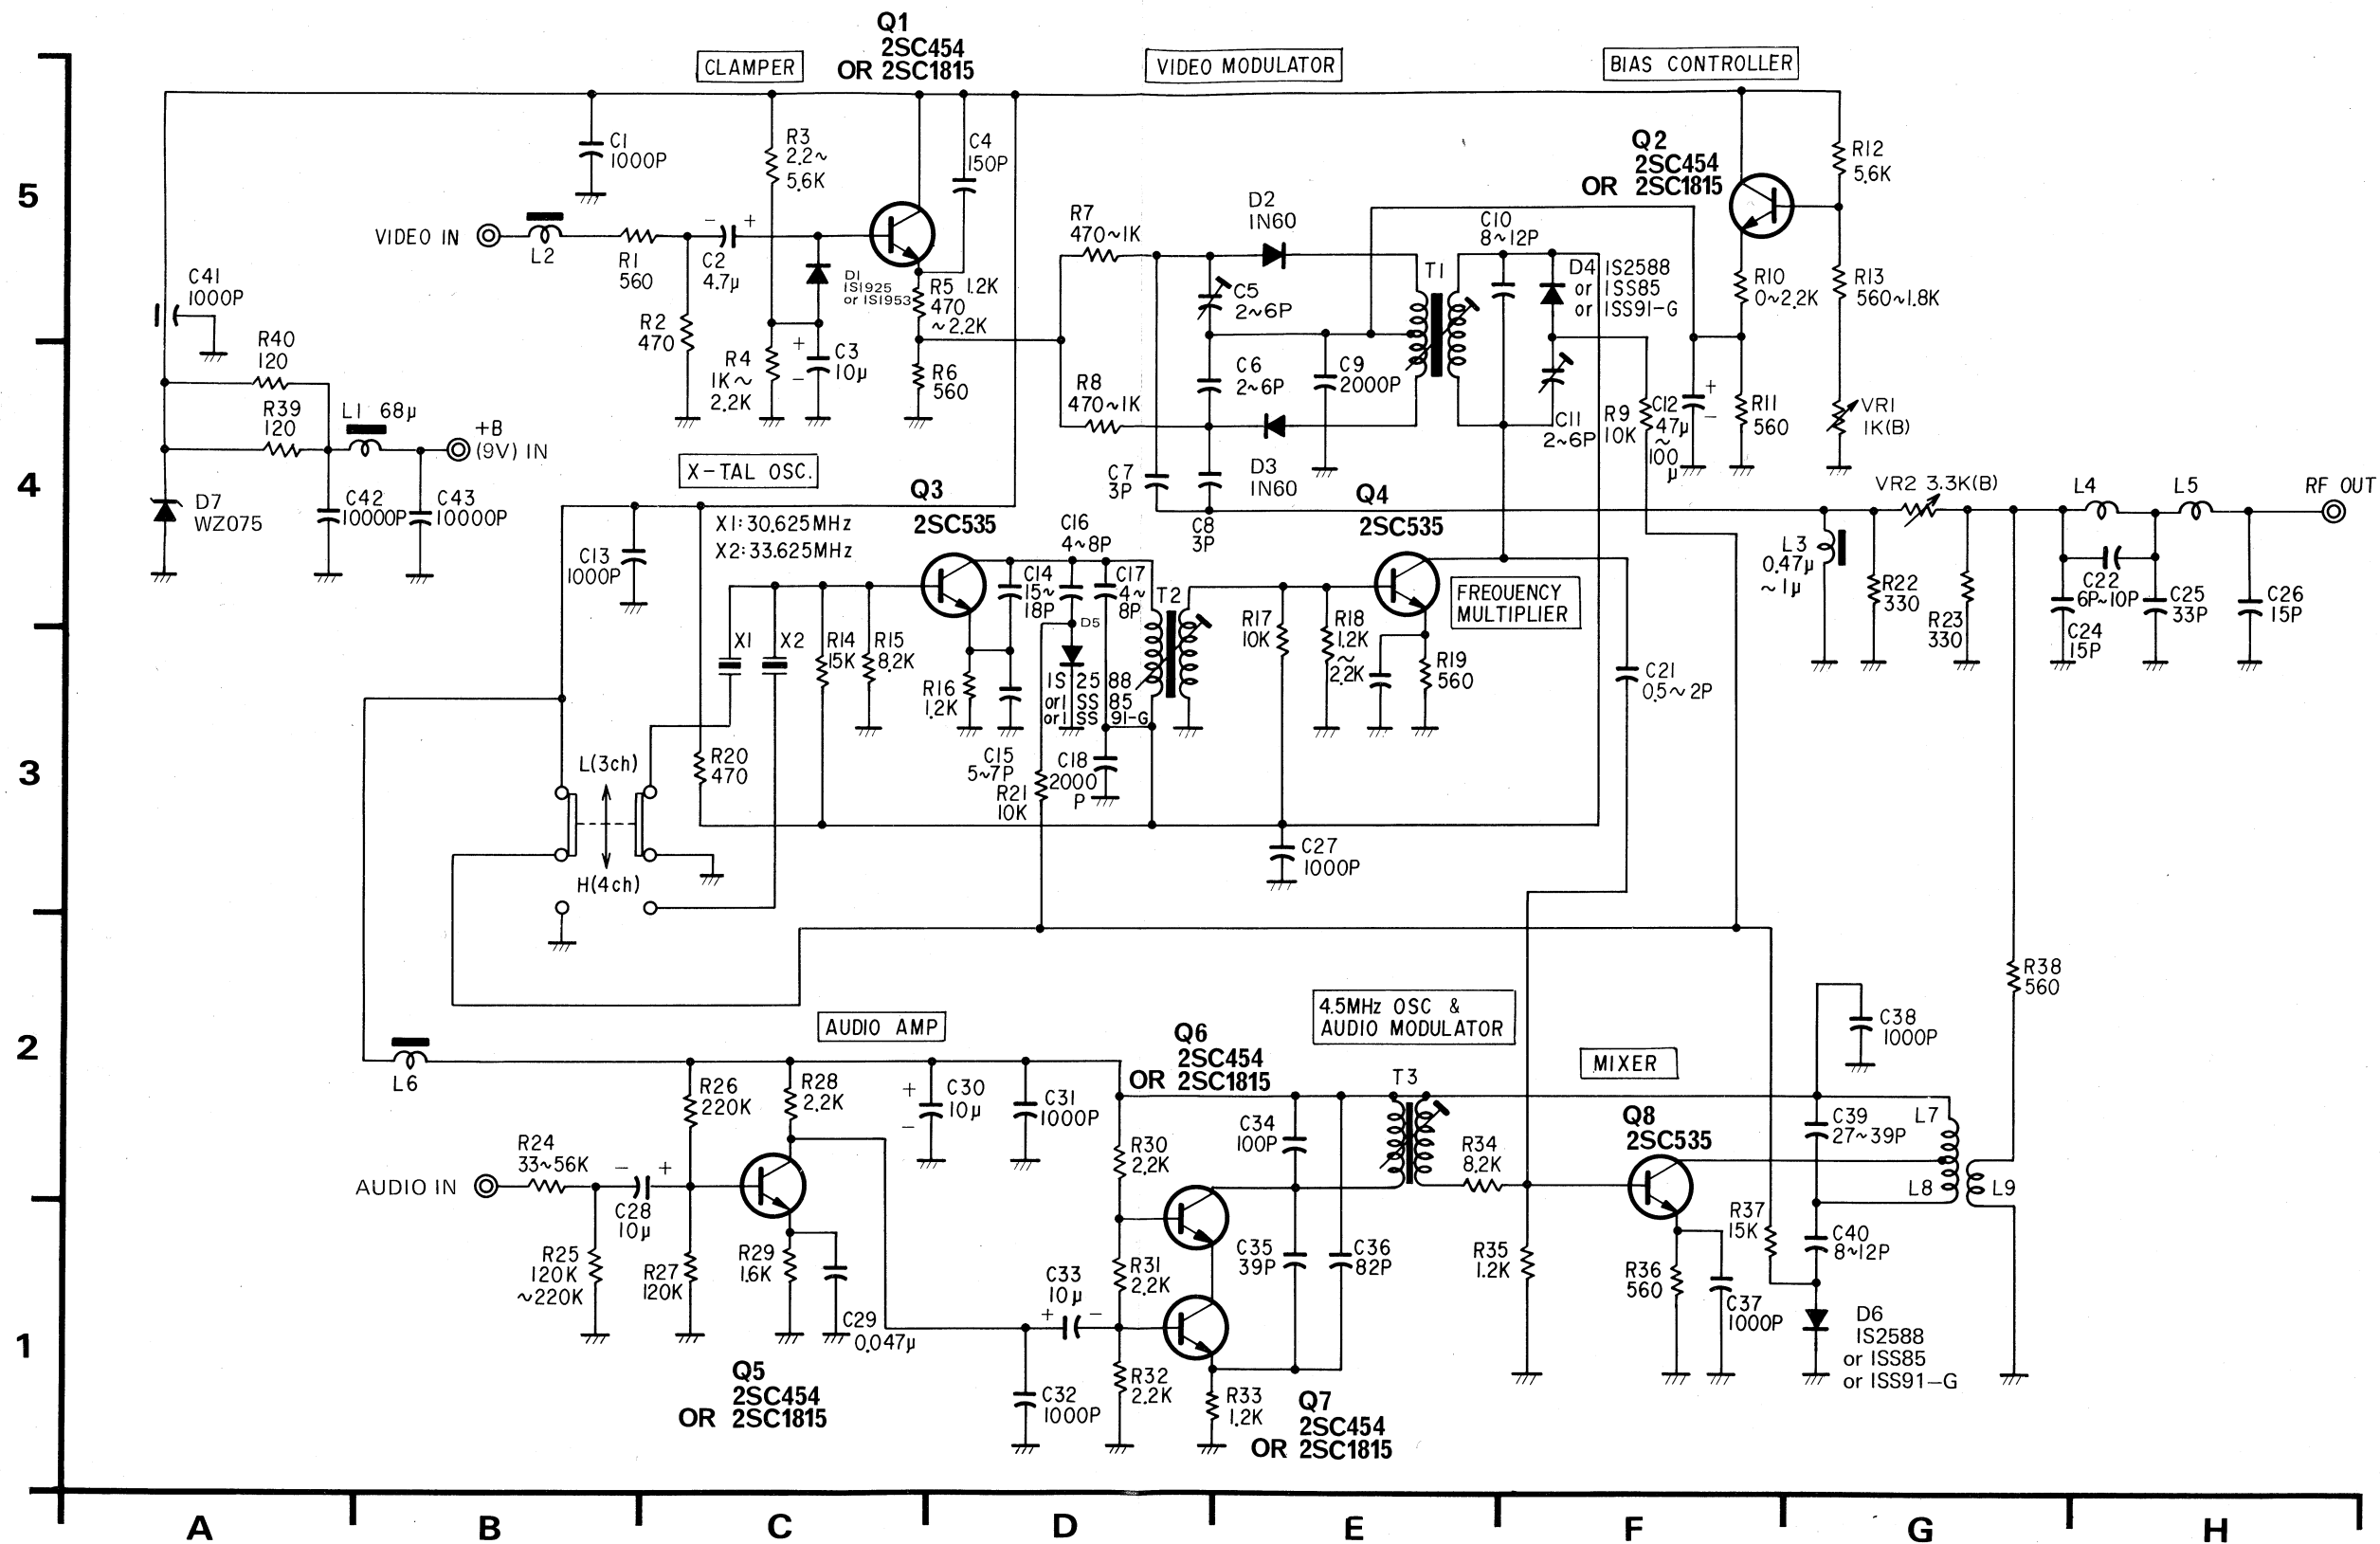 Q1
2SC454
OR 2SC1815
CLAMPER
VIDEO MODULATOR
BIAS CONTROLLER
5
C1
1000P
R3
2.2~
5.6K
C4
150P
Q2
2SC454
OR 2SC1815
R12
5.6K
VIDEO IN
L2
R1
560
C2
4.7μ
- +
D1
IS1925
or ISI953
R5 1.2K
470
~2.2K
R7
470~1K
D2
IN60
C10
8~12P
T1
D4 IS2588
or ISS85
or ISS91-G
R10
0~2.2K
R13
560~1.8K
C41
1000P
R2
470
R4
1K~
2.2K
+
-
C3
10μ
R6
560
C5
2~6P
C6
2~6P
C9
2000P
R8
470~1K
C11
2~6P
R9
10K
C12
47μ
~
100
μ
+
-
R11
560
VR1
1K(B)
R40
120
R39
120
L1 68μ
+B
(9V) IN
X-TAL OSC.
4
D7
WZ075
C42
10000P
C43
10000P
C13
1000P
X1:30.625MHz
X2:33.625MHz
Q3
2SC535
C7
3P
C8
3P
D3
IN60
Q4
2SC535
VR2 3.3K(B)
L4
L5
RF OUT
C16
4~8P
C14
15~
18P
C17
4~
8P
T2
D5
IS 25 88
or I SS 85
or I SS 91-G
FREQUENCY
MULTIPLIER
L3
0.47μ
~1μ
R22
330
R23
330
C22
6P~10P
C24
15P
C25
33P
C26
15P
X1
X2
R14
15K
R15
8.2K
R16
1.2K
R17
10K
R18
1.2K
~
2.2K
R19
560
C21
0.5~2P
3
L(3ch)
H(4ch)
R20
470
C15
5~7P
R21
10K
C18
2000
P
C27
1000P
R38
560
2
L6
AUDIO AMP
4.5MHz OSC &
AUDIO MODULATOR
MIXER
C38
1000P
R26
220K
R28
2.2K
+
-
C30
10μ
C31
1000P
Q6
2SC454
OR 2SC1815
T3
C34
100P
R30
2.2K
R34
8.2K
Q8
2SC535
C39
27~39P
L7
L8
L9
AUDIO IN
R24
33~56K
- +
C28
10μ
R25
120K
~220K
R27
120K
R29
1.6K
C29
0.047μ
C33
10μ
+ -
R31
2.2K
C35
39P
C36
82P
R35
1.2K
R36
560
R37
15K
C40
8~12P
C37
1000P
D6
IS2588
or ISS85
or ISS91-G
1
Q5
2SC454
OR 2SC1815
C32
1000P
R32
2.2K
R33
1.2K
Q7
2SC454
OR 2SC1815
A B C D E F G H